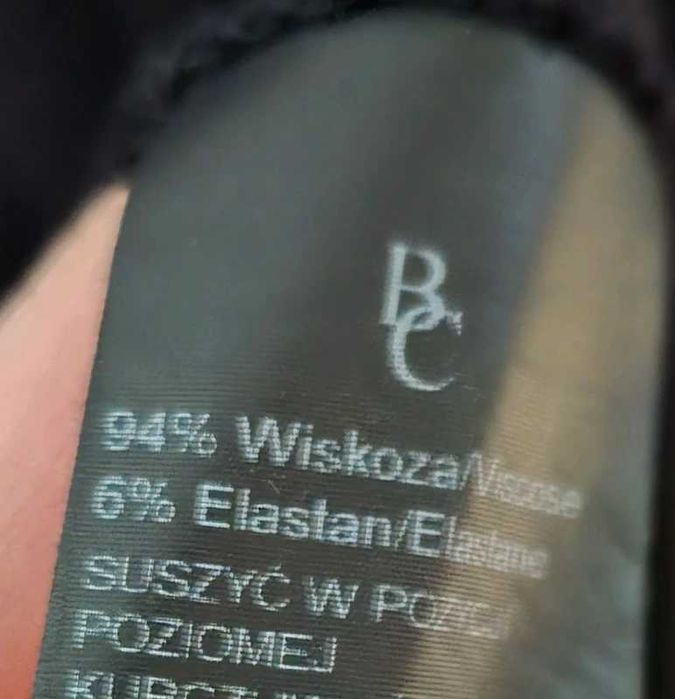 BC
94% Wiskoza/Viscose
6% Elastan/Elastane
SUSZYĆ W POZYCJI
POZIOMEJ